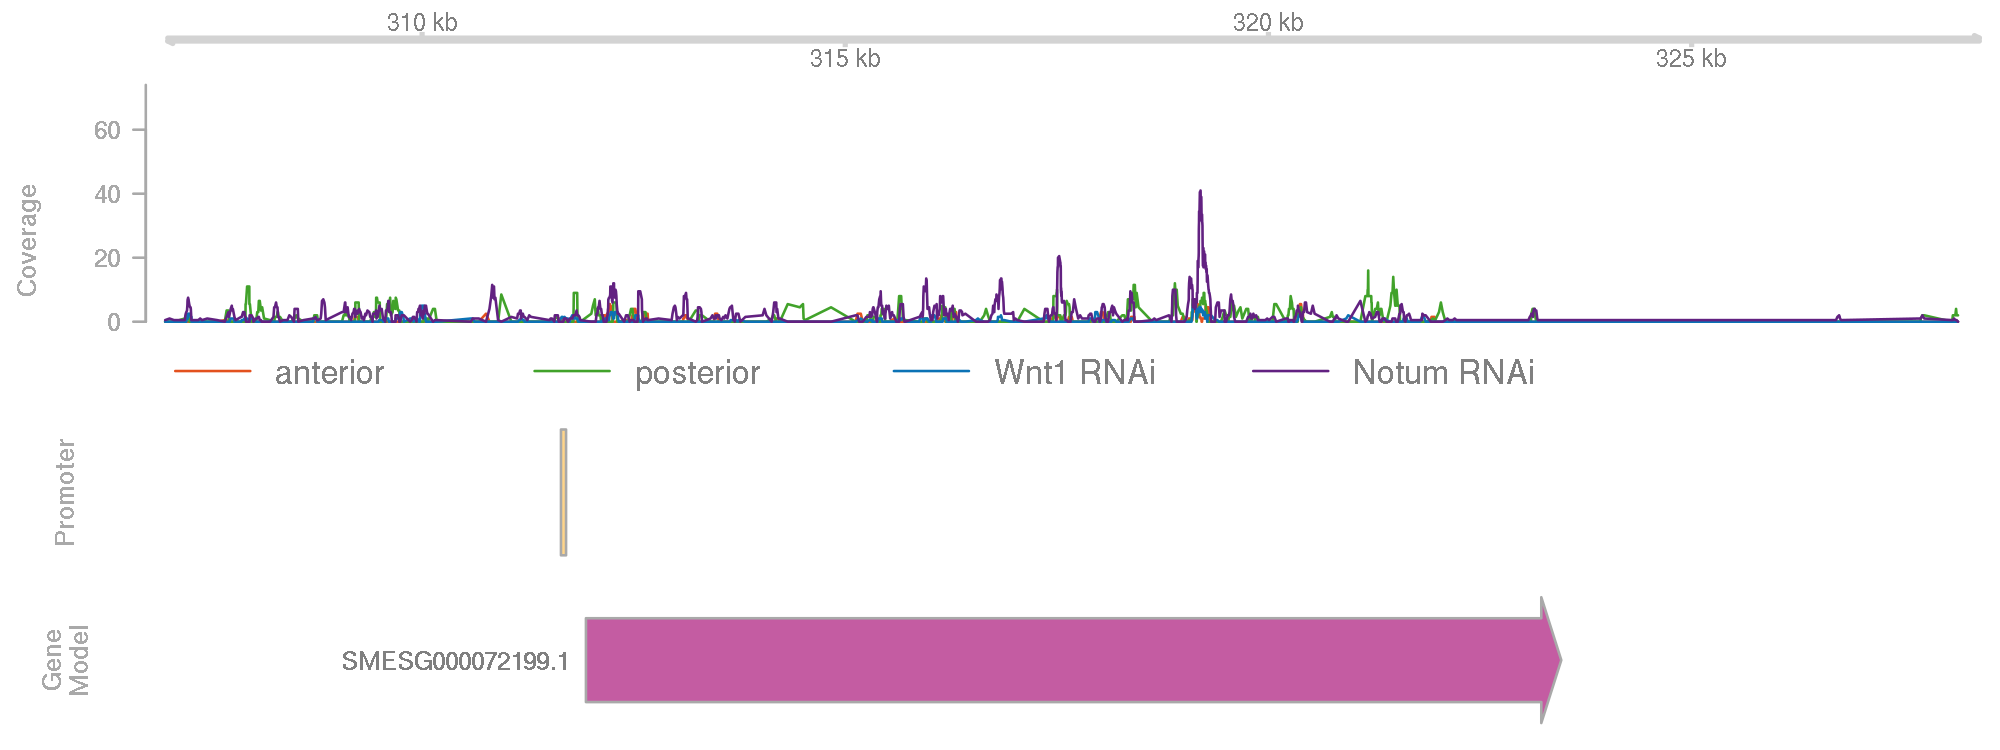 310 kb
320 kb
315 kb
325 kb
Coverage
60
40
20
0
anterior
posterior
Wnt1 RNAi
Notum RNAi
Promoter
Gene
Model
SMESG000072199.1